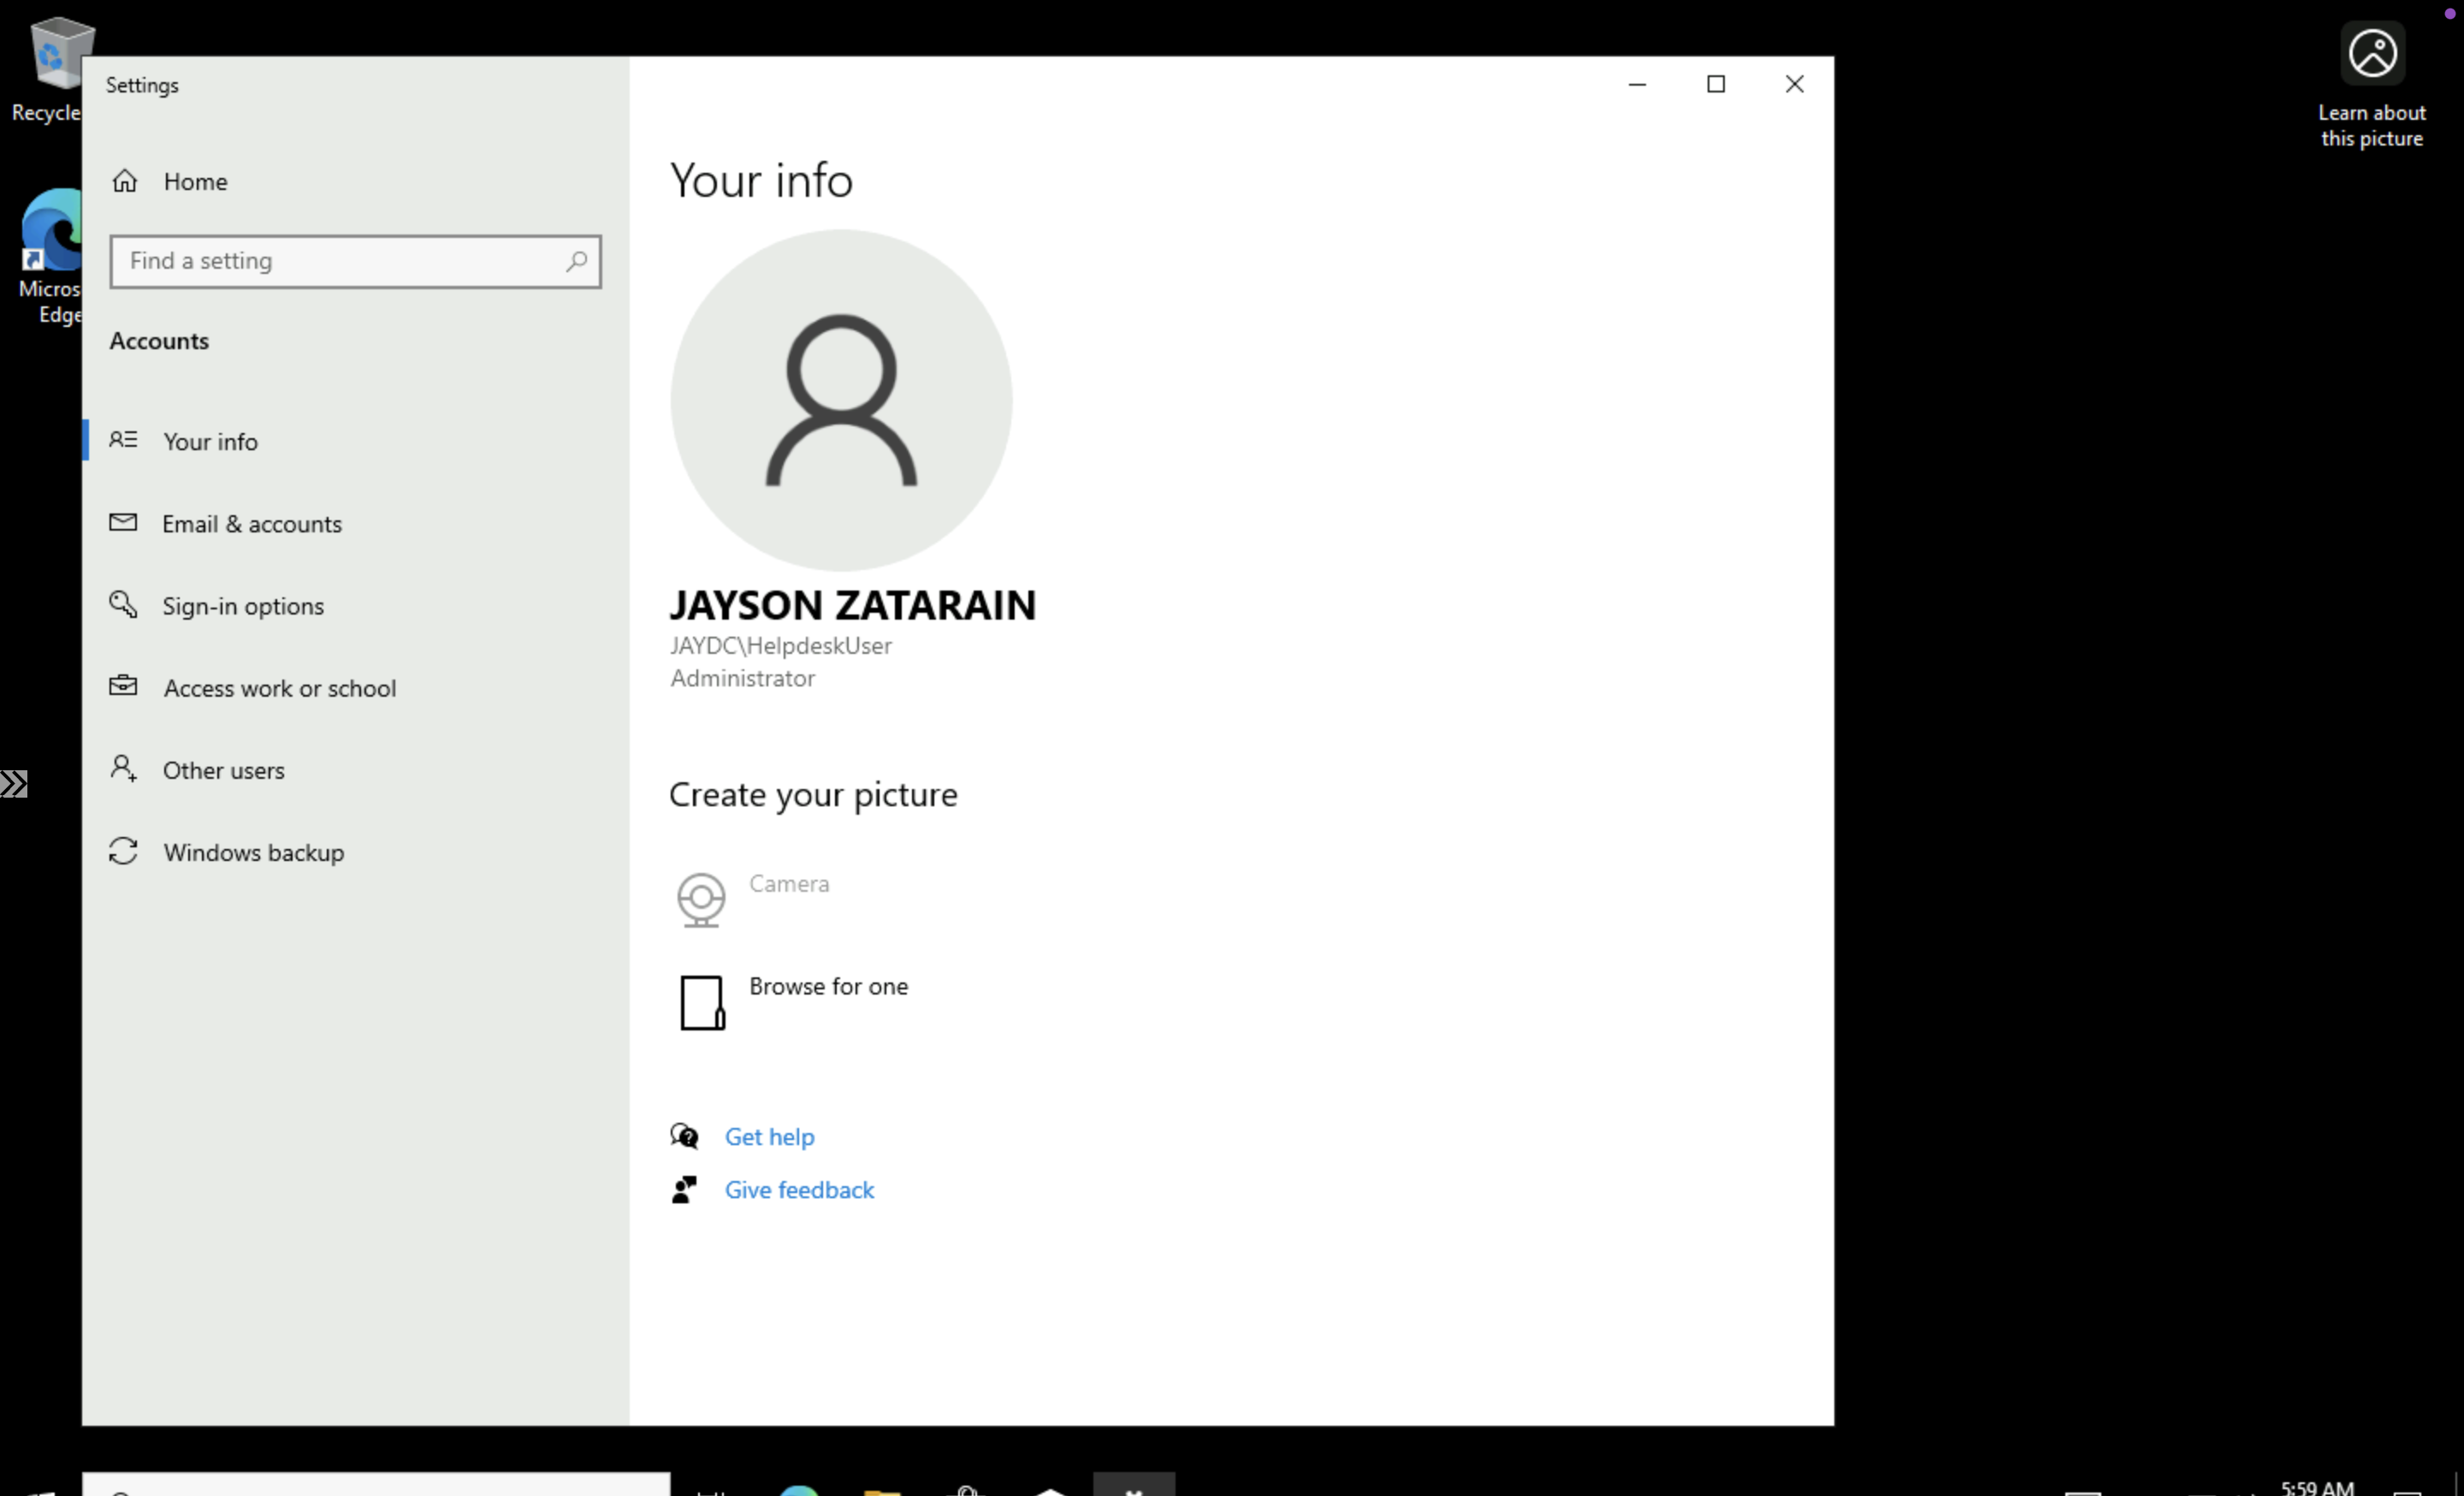 Recycle
Micros
Edge
Learn about
this picture
Settings
Home
Find a setting
Accounts
Your info
Email & accounts
Sign-in options
Access work or school
Other users
Windows backup
Your info
JAYSON ZATARAIN
JAYDC\HelpdeskUser
Administrator
Create your picture
Camera
Browse for one
Get help
Give feedback
5:59 AM